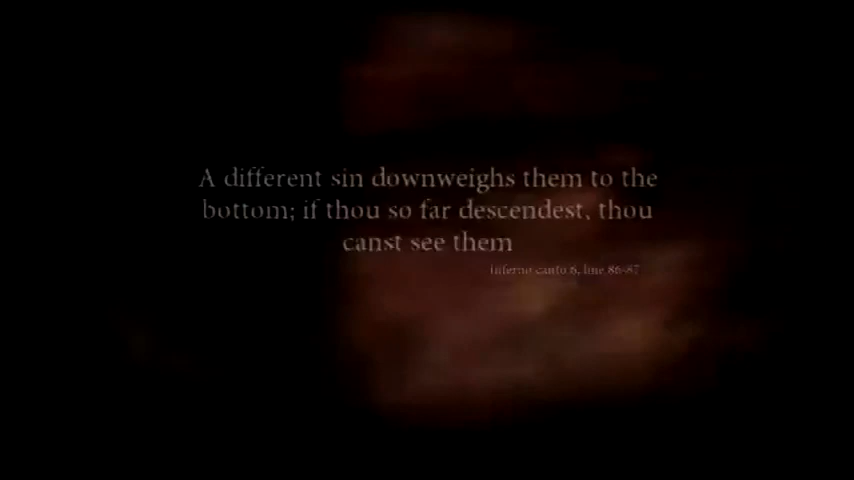 A different sin downweighs them to the
bottom; if thou so far descendest, thou
canst see them
Inferno canto 6, line 86-87